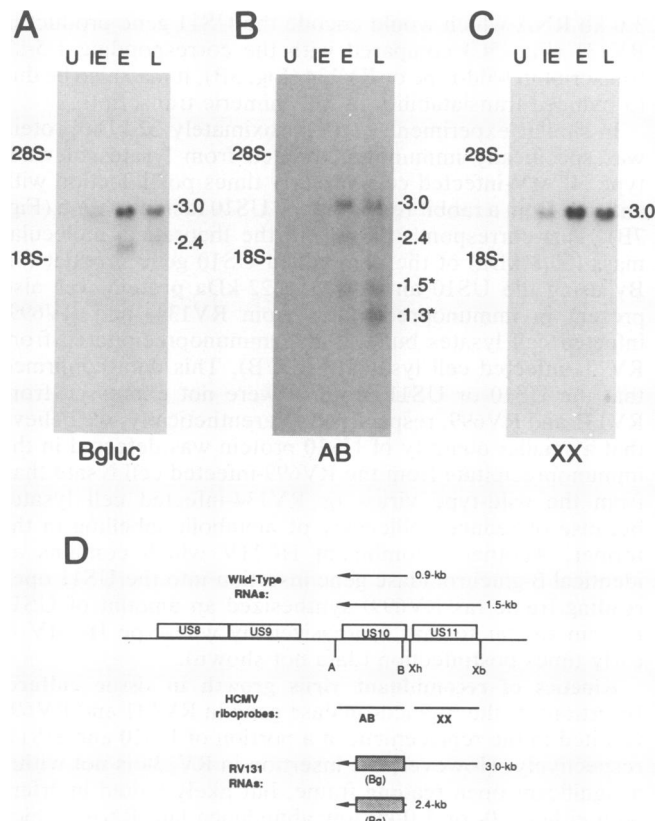 A
U IE E L
28S-
18S-
-3.0
-2.4
Bgluc
B
U IE E L
28S-
18S-
-3.0
-2.4
-1.5*
-1.3*
AB
C
U IE E L
28S-
18S-
-3.0
XX
D
Wild-Type
RNAs:
0.9-kb
1.5-kb
US8 US9 US10 US11
A B Xh Xb
HCMV
riboprobes:
AB XX
RV131
RNAs:
(Bg)
3.0-kb
2.4-kb